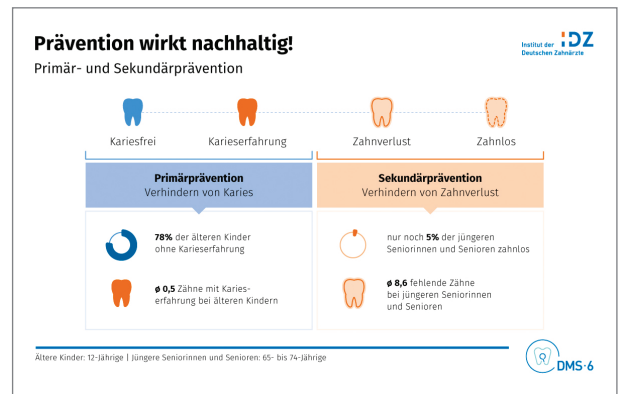 Prävention wirkt nachhaltig!
Primär- und Sekundärprävention
Institut der
Deutschen Zahnärzte
IDZ
Kariesfrei
Karieserfahrung
Zahnverlust
Zahnlos
Primärprävention
Verhindern von Karies
Sekundärprävention
Verhindern von Zahnverlust
78% der älteren Kinder
ohne Karieserfahrung
ø 0,5 Zähne mit Karies-
erfahrung bei älteren Kindern
nur noch 5% der jüngeren
Seniorinnen und Senioren zahnlos
ø 8,6 fehlende Zähne
bei jüngeren Seniorinnen
und Senioren
Ältere Kinder: 12-Jährige | Jüngere Seniorinnen und Senioren: 65- bis 74-Jährige
DMS·6